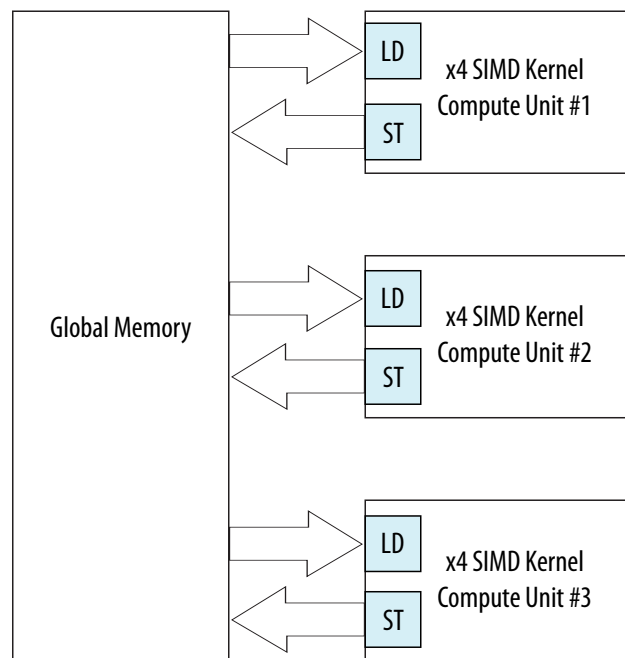 Global Memory
LD
x4 SIMD Kernel
Compute Unit #1
ST
LD
x4 SIMD Kernel
Compute Unit #2
ST
LD
x4 SIMD Kernel
Compute Unit #3
ST